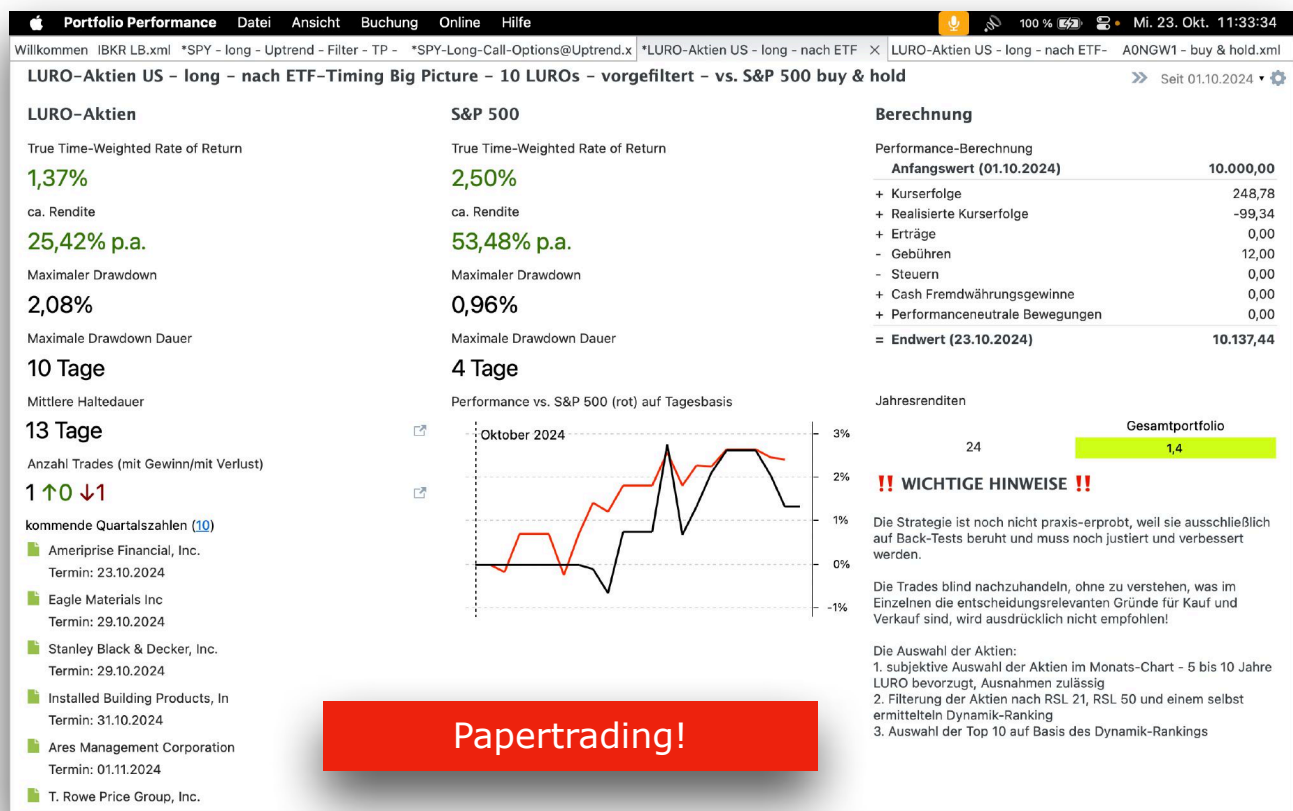 Portfolio Performance Datei Ansicht Buchung Online Hilfe 100 % Mi. 23. Okt. 11:33:34
Willkommen IBKR LB.xml *SPY - long - Uptrend - Filter - TP - *SPY-Long-Call-Options@Uptrend.x *LURO-Aktien US - long - nach ETF LURO-Aktien US - long - nach ETF- A0NGW1 - buy & hold.xml
LURO-Aktien US - long - nach ETF-Timing Big Picture - 10 LUROs - vorgefiltert - vs. S&P 500 buy & hold Seit 01.10.2024
LURO-Aktien
True Time-Weighted Rate of Return
1,37%
ca. Rendite
25,42% p.a.
Maximaler Drawdown
2,08%
Maximale Drawdown Dauer
10 Tage
Mittlere Haltedauer
13 Tage
Anzahl Trades (mit Gewinn/mit Verlust)
1 ↑0 ↓1
kommende Quartalszahlen (10)
Ameriprise Financial, Inc.
Termin: 23.10.2024
Eagle Materials Inc
Termin: 29.10.2024
Stanley Black & Decker, Inc.
Termin: 29.10.2024
Installed Building Products, In
Termin: 31.10.2024
Ares Management Corporation
Termin: 01.11.2024
T. Rowe Price Group, Inc.
S&P 500
True Time-Weighted Rate of Return
2,50%
ca. Rendite
53,48% p.a.
Maximaler Drawdown
0,96%
Maximale Drawdown Dauer
4 Tage
Performance vs. S&P 500 (rot) auf Tagesbasis
Oktober 2024
3%
2%
1%
0%
-1%
Papertrading!
Berechnung
Performance-Berechnung
Anfangswert (01.10.2024) 10.000,00
+ Kurserfolge 248,78
+ Realisierte Kurserfolge -99,34
+ Erträge 0,00
- Gebühren 12,00
- Steuern 0,00
+ Cash Fremdwährungsgewinne 0,00
+ Performanceneutrale Bewegungen 0,00
= Endwert (23.10.2024) 10.137,44
Jahresrenditen
Gesamtportfolio
24 1,4
‼ WICHTIGE HINWEISE ‼
Die Strategie ist noch nicht praxis-erprobt, weil sie ausschließlich
auf Back-Tests beruht und muss noch justiert und verbessert
werden.
Die Trades blind nachzuhandeln, ohne zu verstehen, was im
Einzelnen die entscheidungsrelevanten Gründe für Kauf und
Verkauf sind, wird ausdrücklich nicht empfohlen!
Die Auswahl der Aktien:
1. subjektive Auswahl der Aktien im Monats-Chart - 5 bis 10 Jahre
LURO bevorzugt, Ausnahmen zulässig
2. Filterung der Aktien nach RSL 21, RSL 50 und einem selbst
ermittelteln Dynamik-Ranking
3. Auswahl der Top 10 auf Basis des Dynamik-Rankings